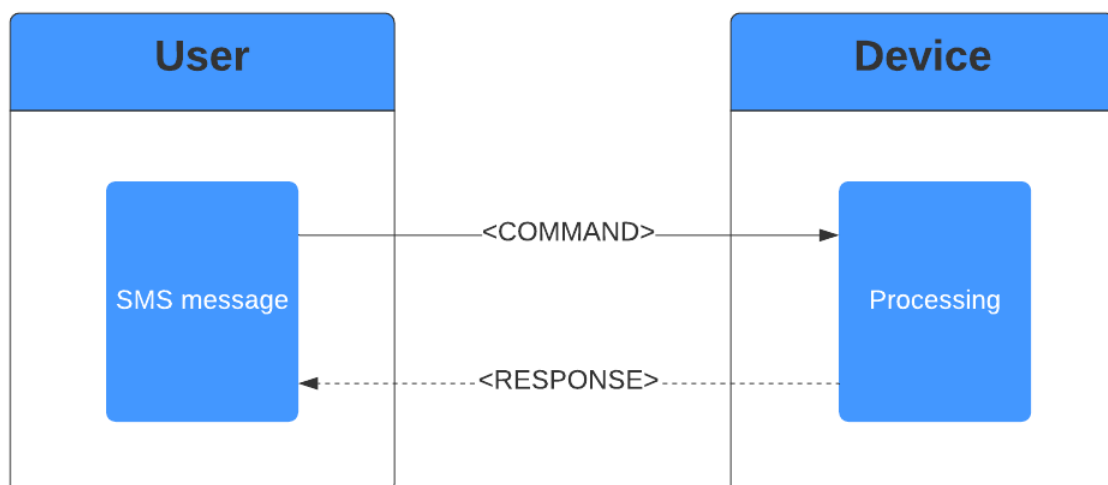 User
Device
<COMMAND>
SMS message
Processing
<RESPONSE>